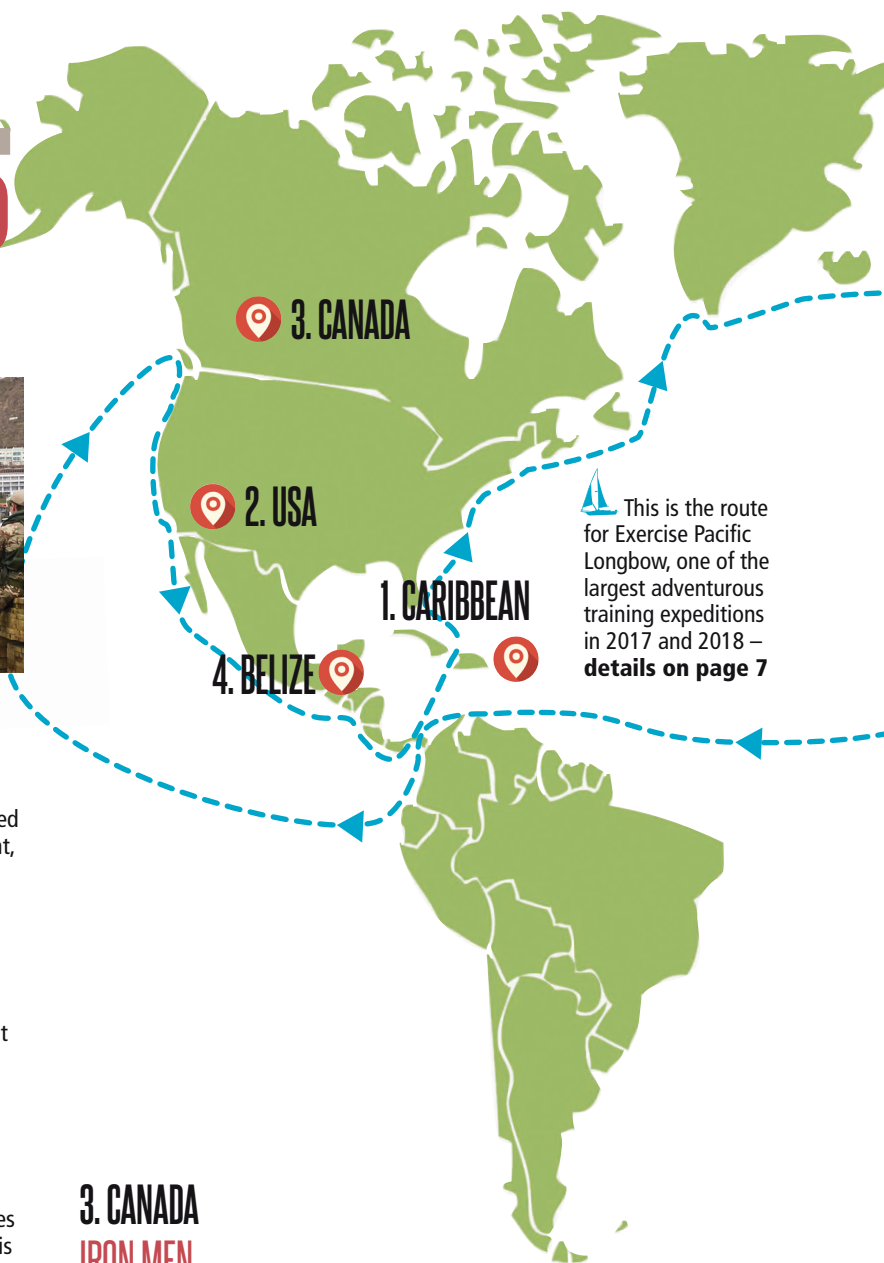 3. CANADA
2. USA
1. CARIBBEAN
4. BELIZE
This is the route
for Exercise Pacific
Longbow, one of the
largest adventurous
training expeditions
in 2017 and 2018 –
details on page 7
3. CANADA
IRON MEN